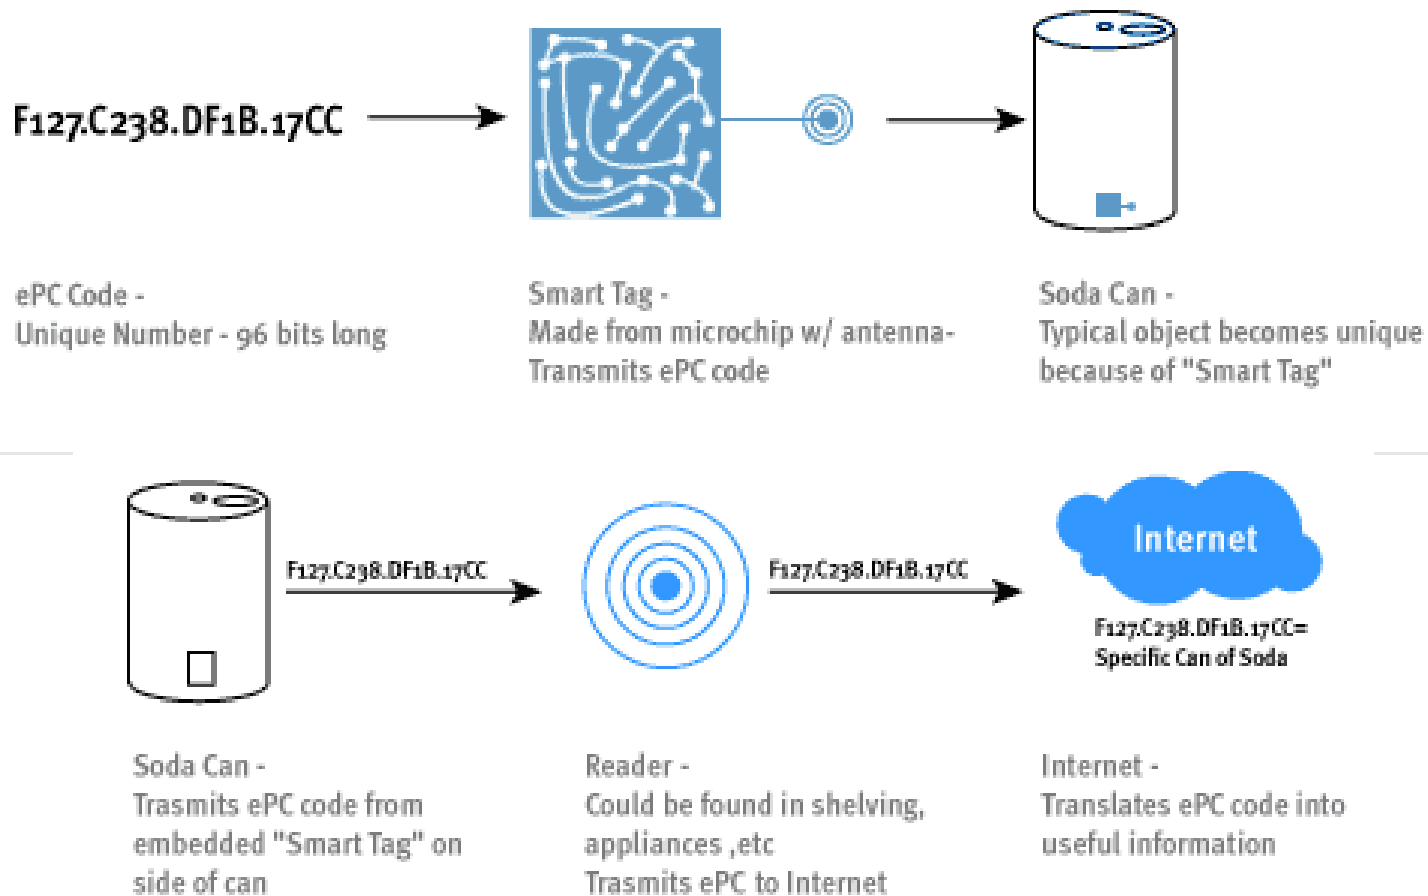 F127.C238.DF1B.17CC
ePC Code -
Unique Number - 96 bits long
Smart Tag -
Made from microchip w/ antenna-
Transmits ePC code
Soda Can -
Typical object becomes unique
because of "Smart Tag"
F127.C238.DF1B.17CC
F127.C238.DF1B.17CC
Internet
F127.C238.DF1B.17CC=
Specific Can of Soda
Soda Can -
Trasmits ePC code from
embedded "Smart Tag" on
side of can
Reader -
Could be found in shelving,
appliances ,etc
Trasmits ePC to Internet
Internet -
Translates ePC code into
useful information